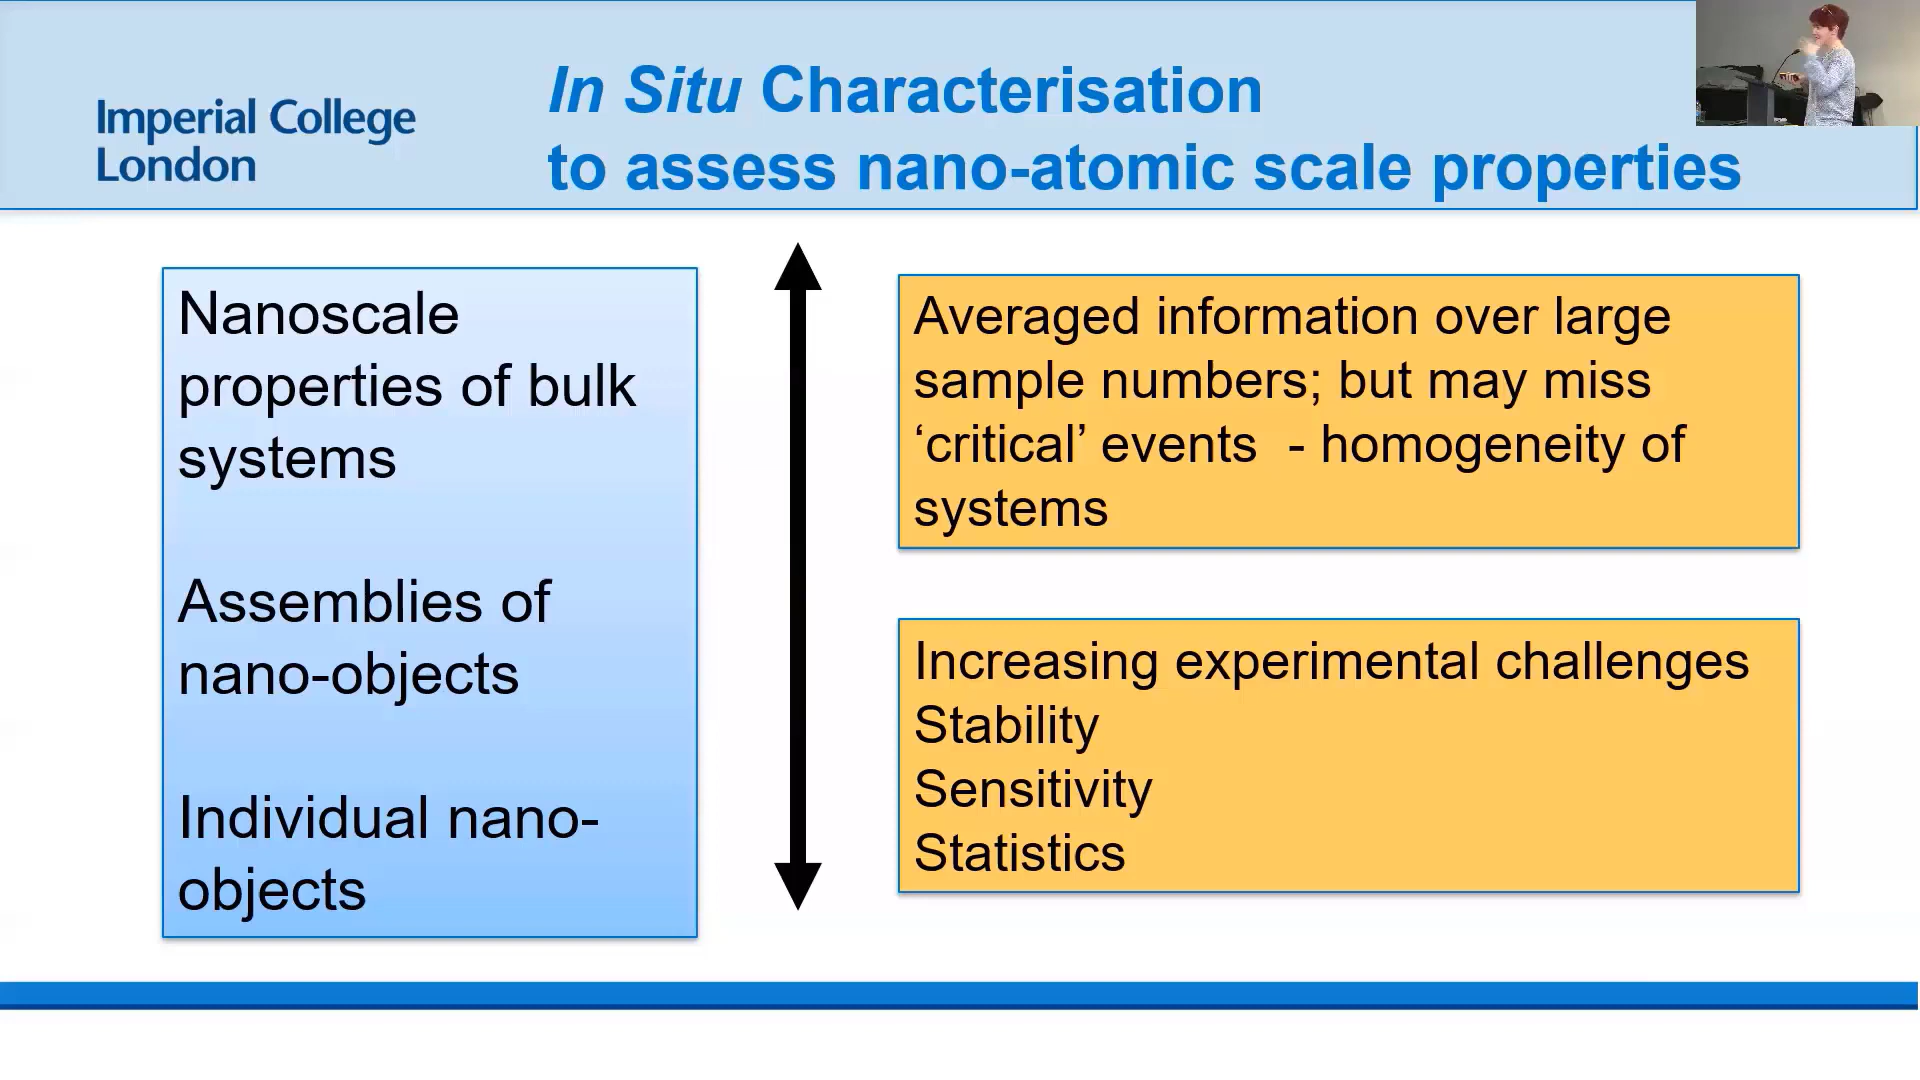 Imperial College
London
In Situ Characterisation
to assess nano-atomic scale properties
Nanoscale
properties of bulk
systems
Assemblies of
nano-objects
Individual nano-
objects
Averaged information over large
sample numbers; but may miss
‘critical’ events  - homogeneity of
systems
Increasing experimental challenges
Stability
Sensitivity
Statistics